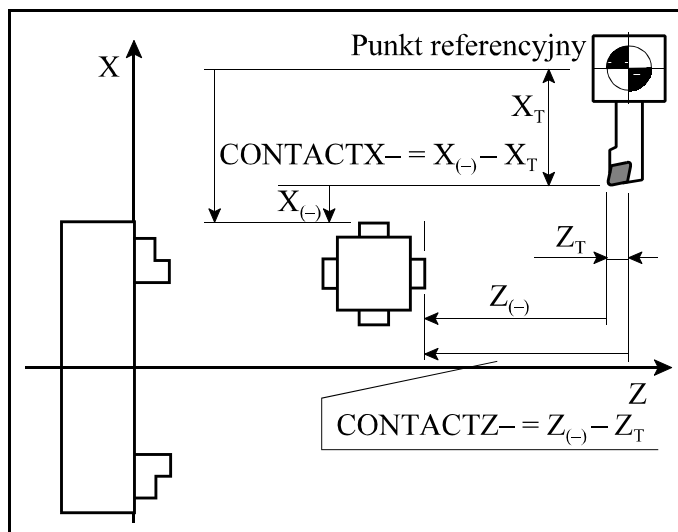 Punkt referencyjny
X
X_T
CONTACTX– = X_(–) – X_T
X_(–)
Z_T
Z_(–)
Z
CONTACTZ– = Z_(–) – Z_T